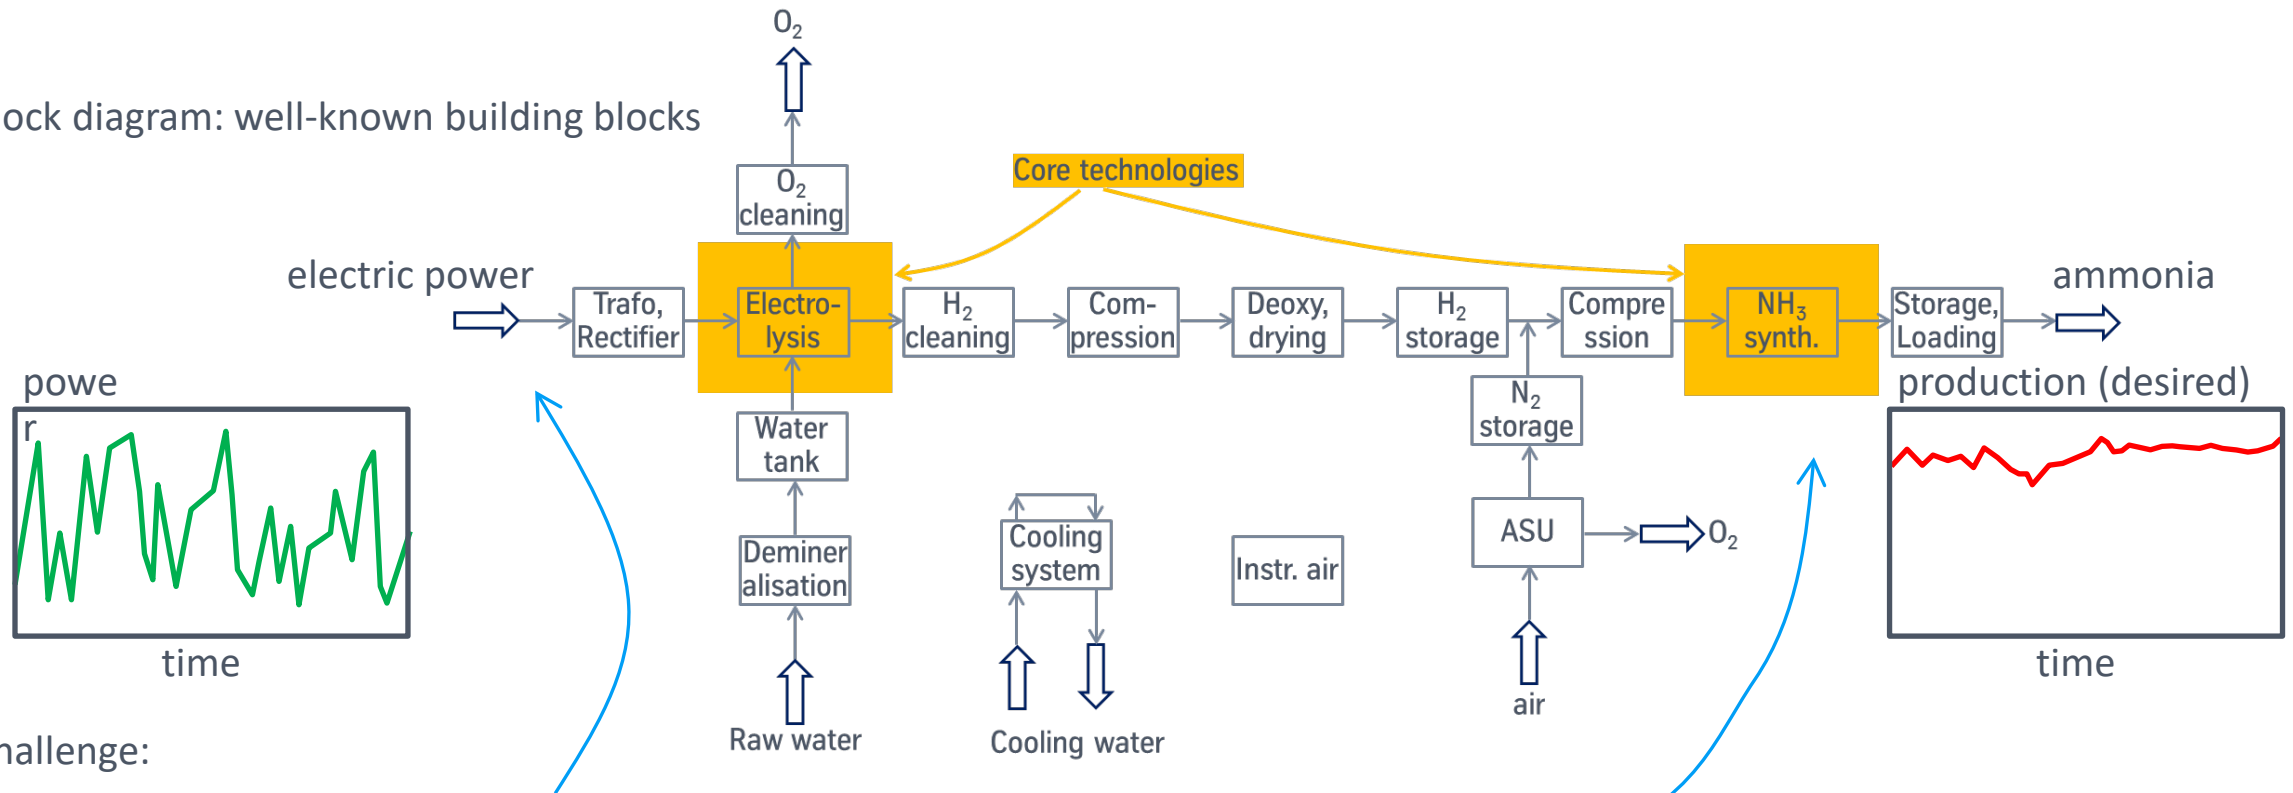 O₂
ock diagram: well-known building blocks
O₂
cleaning
Core technologies
electric power
Trafo,
Rectifier
Electro-
lysis
H₂
cleaning
Com-
pression
Deoxy,
drying
H₂
storage
Compre
ssion
NH₃
synth.
Storage,
Loading
ammonia
powe
r
time
Water
tank
Deminer
alisation
Raw water
Cooling
system
Cooling water
Instr. air
N₂
storage
ASU
O₂
air
production (desired)
time
nallenge: